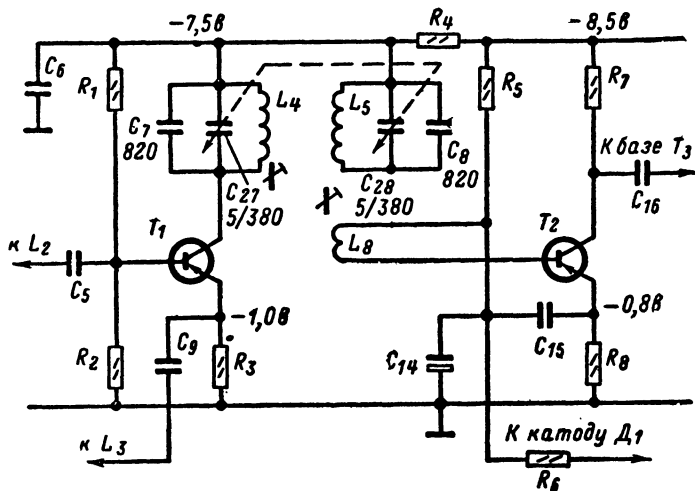 −7,5в
R4
−8,5в
C6
R1
C7
820
L4
L5
C8
820
R5
R7
К базе T3
C16
C27
5/380
C28
5/380
T1
к L2
C5
L8
T2
−1,0в
−0,8в
R2
C9
R3
C14
C15
R8
к L3
К катоду Д1
R6